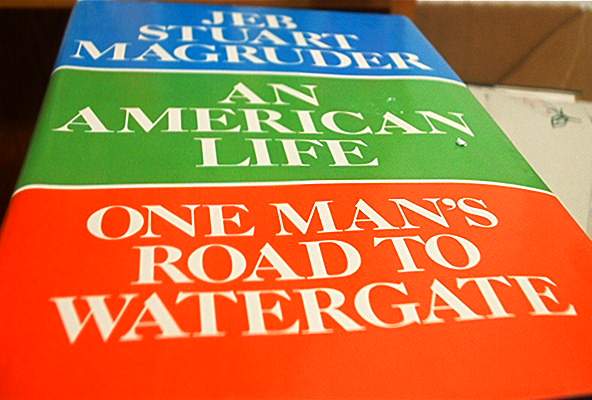 JEB
STUART
MAGRUDER
AN
AMERICAN
LIFE
ONE MAN'S
ROAD TO
WATERGATE